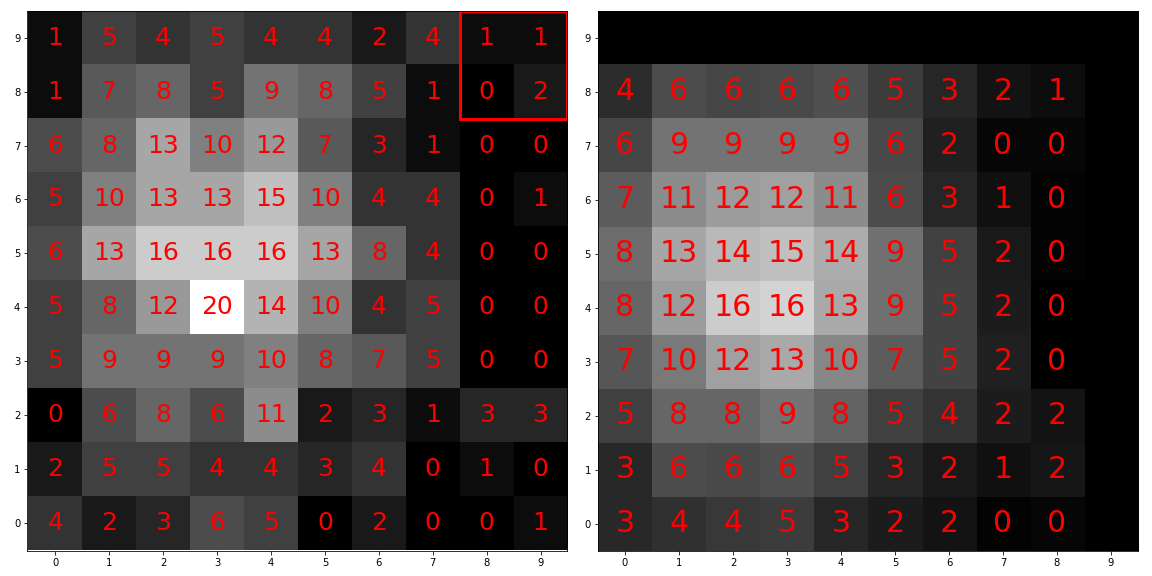 9 1 5 4 5 4 4 2 4 1 1
8 1 7 8 5 9 8 5 1 0 2
7 6 8 13 10 12 7 3 1 0 0
6 5 10 13 13 15 10 4 4 0 1
5 6 13 16 16 16 13 8 4 0 0
4 5 8 12 20 14 10 4 5 0 0
3 5 9 9 9 10 8 7 5 0 0
2 0 6 8 6 11 2 3 1 3 3
1 2 5 5 4 4 3 4 0 1 0
0 4 2 3 6 5 0 2 0 0 1
0 1 2 3 4 5 6 7 8 9
9
8 4 6 6 6 6 5 3 2 1
7 6 9 9 9 9 6 2 0 0
6 7 11 12 12 11 6 3 1 0
5 8 13 14 15 14 9 5 2 0
4 8 12 16 16 13 9 5 2 0
3 7 10 12 13 10 7 5 2 0
2 5 8 8 9 8 5 4 2 2
1 3 6 6 6 5 3 2 1 2
0 3 4 4 5 3 2 2 0 0
0 1 2 3 4 5 6 7 8 9